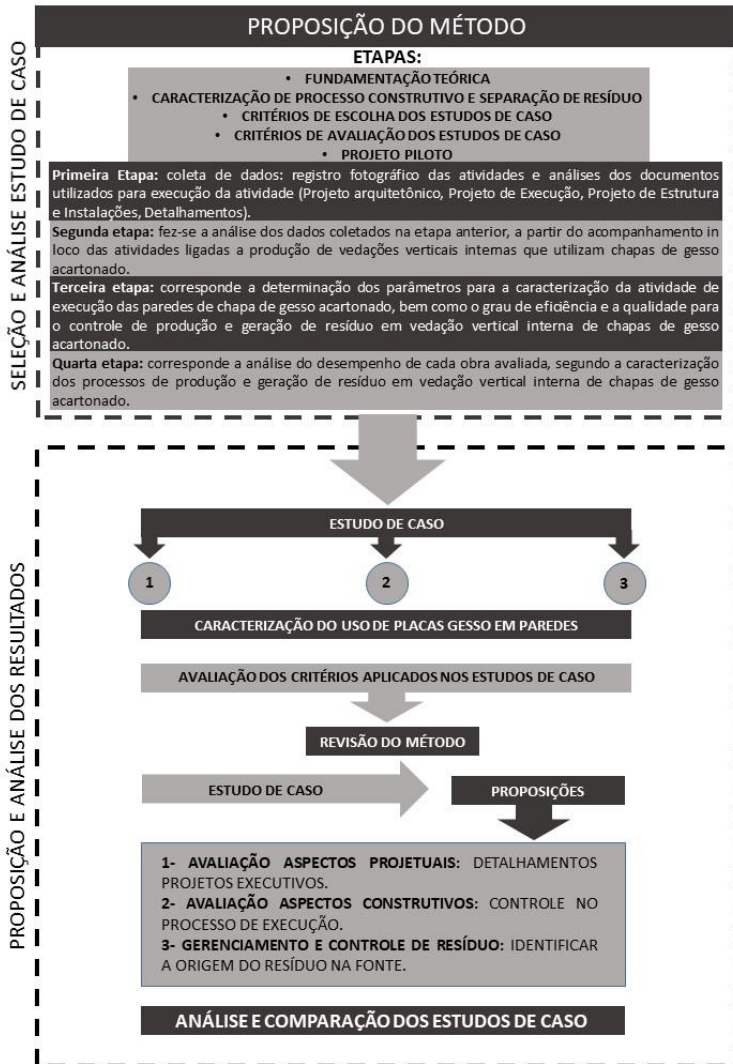 PROPOSIÇÃO DO MÉTODO
SELEÇÃO E ANÁLISE ESTUDO DE CASO
ETAPAS:
• FUNDAMENTAÇÃO TEÓRICA
• CARACTERIZAÇÃO DE PROCESSO CONSTRUTIVO E SEPARAÇÃO DE RESÍDUO
• CRITÉRIOS DE ESCOLHA DOS ESTUDOS DE CASO
• CRITÉRIOS DE AVALIAÇÃO DOS ESTUDOS DE CASO
• PROJETO PILOTO
Primeira Etapa: coleta de dados: registro fotográfico das atividades e análises dos documentos
utilizados para execução da atividade (Projeto arquitetônico, Projeto de Execução, Projeto de Estrutura
e Instalações, Detalhamentos).
Segunda etapa: fez-se a análise dos dados coletados na etapa anterior, a partir do acompanhamento in
loco das atividades ligadas a produção de vedações verticais internas que utilizam chapas de gesso
acartonado.
Terceira etapa: corresponde a determinação dos parâmetros para a caracterização da atividade de
execução das paredes de chapa de gesso acartonado, bem como o grau de eficiência e a qualidade para
o controle de produção e geração de resíduo em vedação vertical interna de chapas de gesso
acartonado.
Quarta etapa: corresponde a análise do desempenho de cada obra avaliada, segundo a caracterização
dos processos de produção e geração de resíduo em vedação vertical interna de chapas de gesso
acartonado.
PROPOSIÇÃO E ANÁLISE DOS RESULTADOS
ESTUDO DE CASO
1 2 3
CARACTERIZAÇÃO DO USO DE PLACAS GESSO EM PAREDES
AVALIAÇÃO DOS CRITÉRIOS APLICADOS NOS ESTUDOS DE CASO
REVISÃO DO MÉTODO
ESTUDO DE CASO PROPOSIÇÕES
1- AVALIAÇÃO ASPECTOS PROJETUAIS: DETALHAMENTOS
PROJETOS EXECUTIVOS.
2- AVALIAÇÃO ASPECTOS CONSTRUTIVOS: CONTROLE NO
PROCESSO DE EXECUÇÃO.
3- GERENCIAMENTO E CONTROLE DE RESÍDUO: IDENTIFICAR
A ORIGEM DO RESÍDUO NA FONTE.
ANÁLISE E COMPARAÇÃO DOS ESTUDOS DE CASO